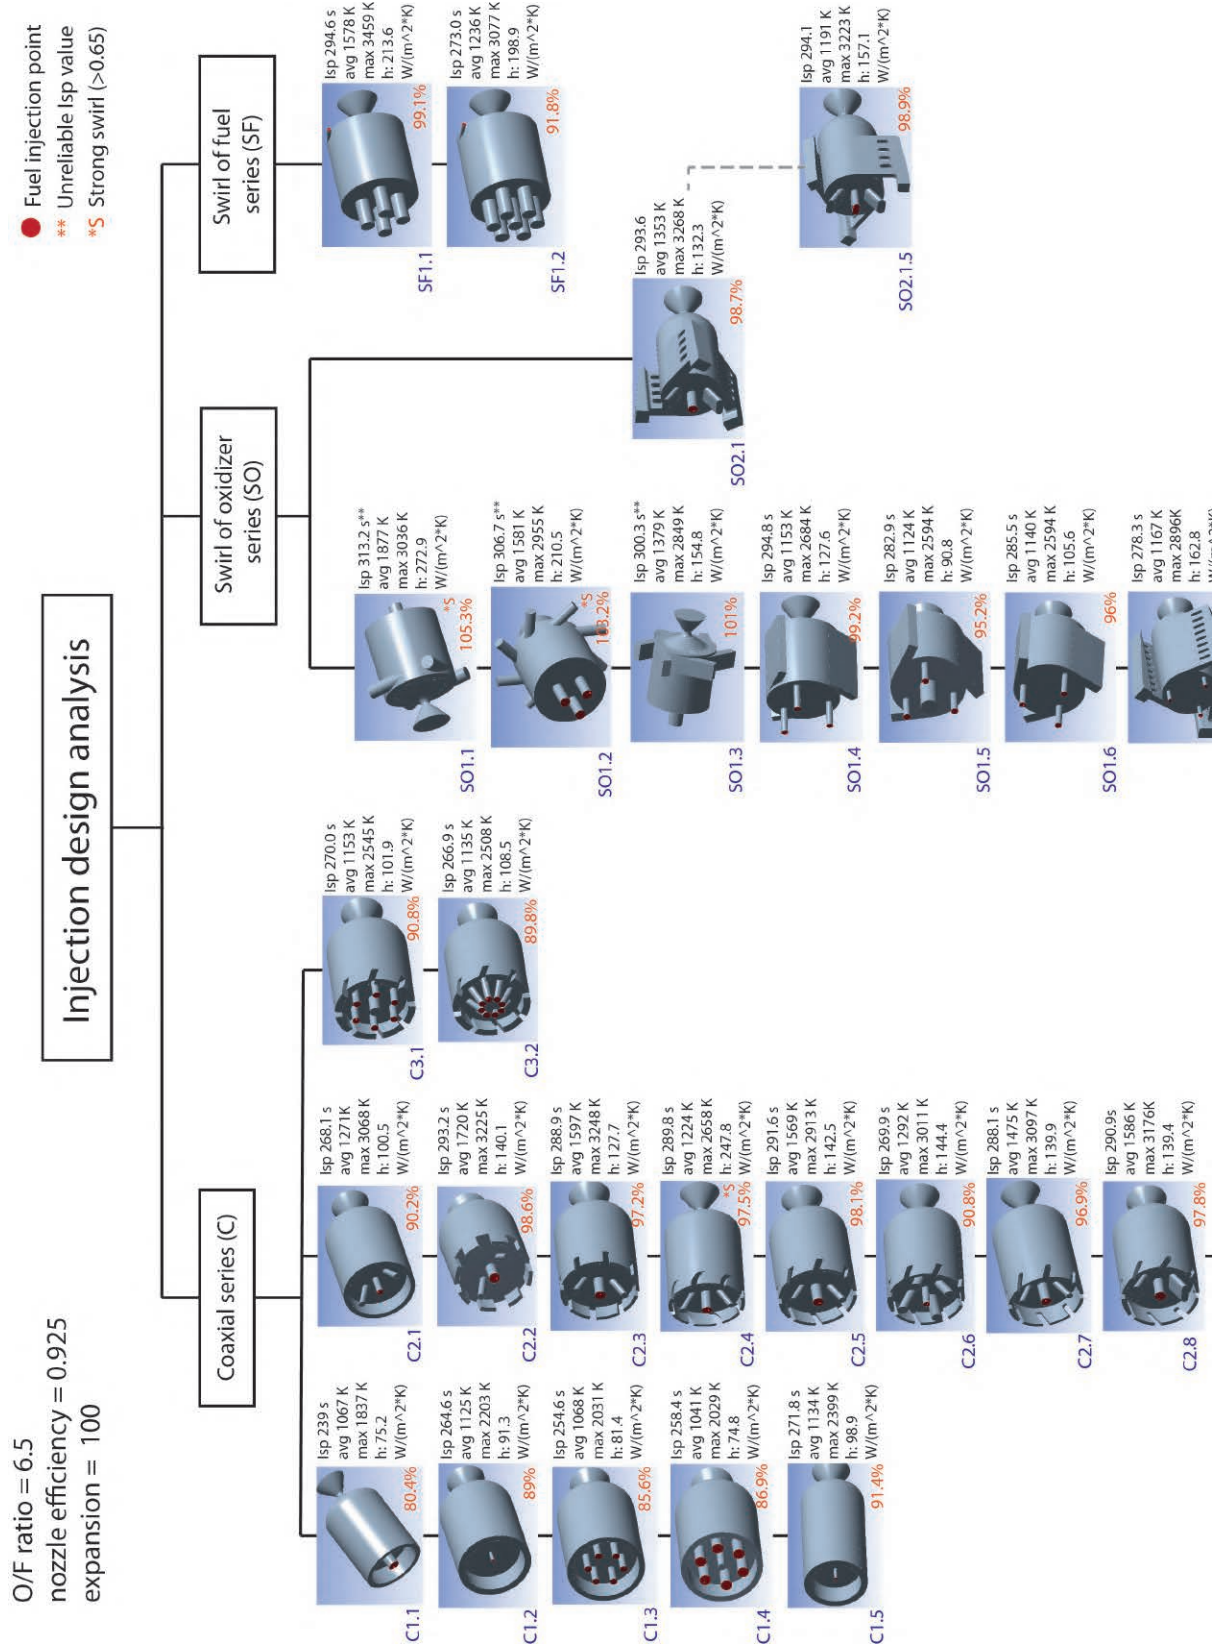 O/F ratio = 6.5
nozzle efficiency = 0.925
expansion = 100
Injection design analysis
Fuel injection point
** Unreliable Isp value
*S Strong swirl (>0.65)
Coaxial series (C)
Swirl of oxidizer
series (SO)
Swirl of fuel
series (SF)
C1.1
80.4%
Isp 239 s
avg 1067 K
max 1837 K
h: 75.2
W/(m^2*K)
C1.2
89%
Isp 264.6 s
avg 1125 K
max 2203 K
h: 91.3
W/(m^2*K)
C1.3
85.6%
Isp 254.6 s
avg 1068 K
max 2031 K
h: 81.4
W/(m^2*K)
C1.4
86.9%
Isp 258.4 s
avg 1041 K
max 2029 K
h: 74.8
W/(m^2*K)
C1.5
91.4%
Isp 271.8 s
avg 1134 K
max 2399 K
h: 98.9
W/(m^2*K)
C2.1
90.2%
Isp 268.1 s
avg 1271K
max 3068 K
h: 100.5
W/(m^2*K)
C2.2
98.6%
Isp 293.2 s
avg 1720 K
max 3225 K
h: 140.1
W/(m^2*K)
C2.3
97.2%
Isp 288.9 s
avg 1597 K
max 3248 K
h: 127.7
W/(m^2*K)
C2.4
*S
97.5%
Isp 289.8 s
avg 1224 K
max 2658 K
h: 247.8
W/(m^2*K)
C2.5
98.1%
Isp 291.6 s
avg 1569 K
max 2913 K
h: 142.5
W/(m^2*K)
C2.6
90.8%
Isp 269.9 s
avg 1292 K
max 3011 K
h: 144.4
W/(m^2*K)
C2.7
96.9%
Isp 288.1 s
avg 1475 K
max 3097 K
h: 139.9
W/(m^2*K)
C2.8
97.8%
Isp 290.9s
avg 1586 K
max 3176K
h: 139.4
W/(m^2*K)
C3.1
90.8%
Isp 270.0 s
avg 1153 K
max 2545 K
h: 101.9
W/(m^2*K)
C3.2
89.8%
Isp 266.9 s
avg 1135 K
max 2508 K
h: 108.5
W/(m^2*K)
SO1.1
*S
105.3%
Isp 313.2 s**
avg 1877 K
max 3036 K
h: 272.9
W/(m^2*K)
SO1.2
*S
103.2%
Isp 306.7 s**
avg 1581 K
max 2955 K
h: 210.5
W/(m^2*K)
SO1.3
101%
Isp 300.3 s**
avg 1379 K
max 2849 K
h: 154.8
W/(m^2*K)
SO1.4
99.2%
Isp 294.8 s
avg 1153 K
max 2684 K
h: 127.6
W/(m^2*K)
SO1.5
95.2%
Isp 282.9 s
avg 1124 K
max 2594 K
h: 90.8
W/(m^2*K)
SO1.6
96%
Isp 285.5 s
avg 1140 K
max 2594 K
h: 105.6
W/(m^2*K)
Isp 278.3 s
avg 1167 K
max 2896K
h: 162.8
W/(m^2*K)
SO2.1
98.7%
Isp 293.6
avg 1353 K
max 3268 K
h: 132.3
W/(m^2*K)
SO2.1.5
98.9%
Isp 294.1
avg 1191 K
max 3223 K
h: 157.1
W/(m^2*K)
SF1.1
99.1%
Isp 294.6 s
avg 1578 K
max 3459 K
h: 213.6
W/(m^2*K)
SF1.2
91.8%
Isp 273.0 s
avg 1236 K
max 3077 K
h: 198.9
W/(m^2*K)